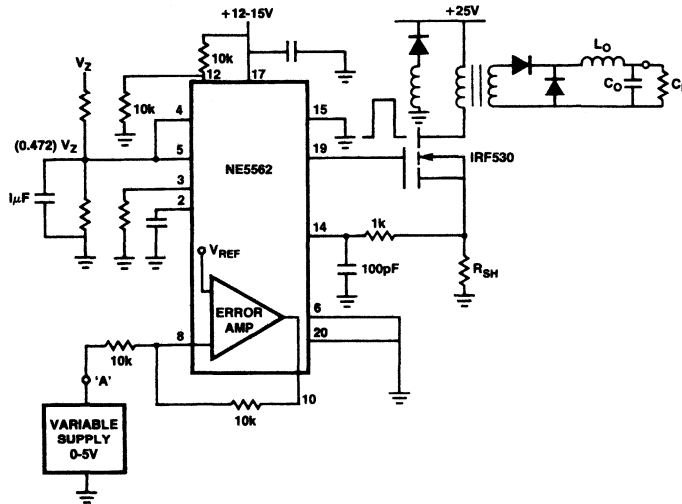 +12-15V
+25V
10k
12
17
VZ
10k
4
15
LO
CO
C
(0.472) VZ
5
19
IRF530
NE5562
1µF
3
2
14
1k
VREF
100pF
RSH
ERROR
AMP
6
8
20
10k
'A'
10
10k
VARIABLE
SUPPLY
0-5V